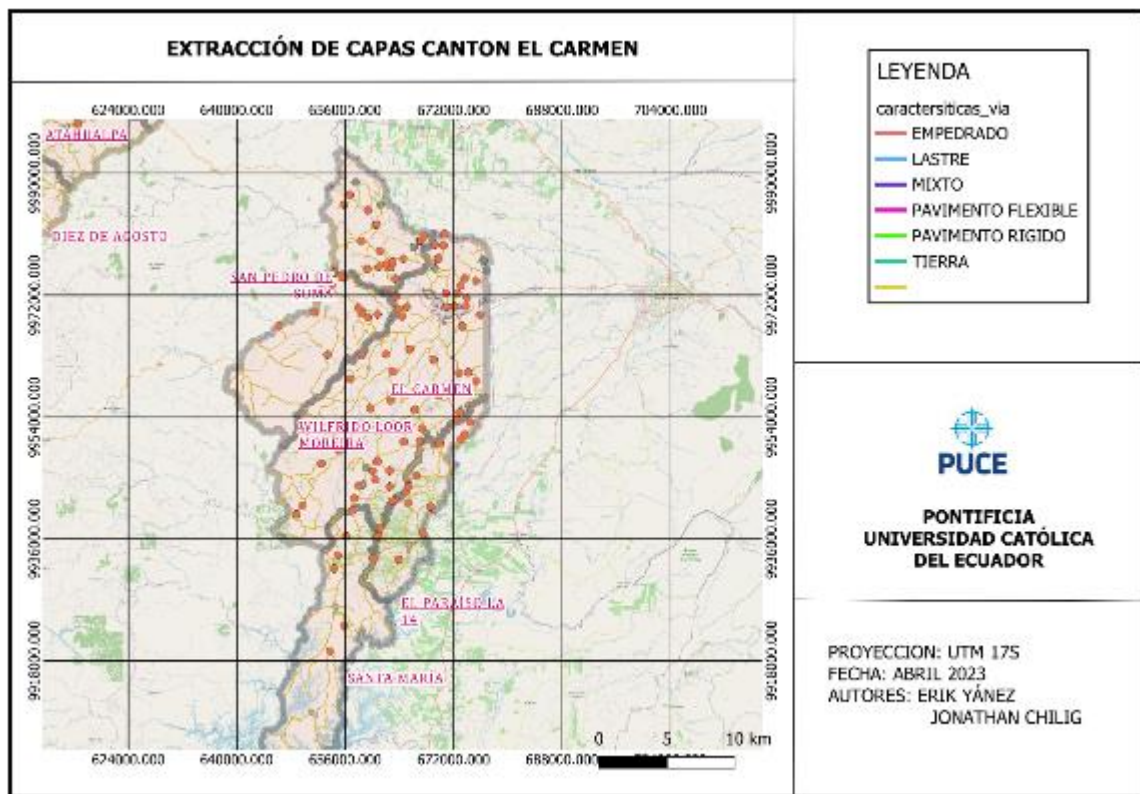 EXTRACCIÓN DE CAPAS CANTON EL CARMEN
624000.000 640000.000 656000.000 672000.000 688000.000 704000.000
9990000.000
9972000.000
9954000.000
9936000.000
9918000.000
ATAHUALPA
DIEZ DE AGOSTO
SAN PEDRO DE
SUMA
EL CARMEN
WILFRIDO LOOR
MOREIRA
EL PARAÍSO LA
14
SANTA MARÍA
9990000.000
9972000.000
9954000.000
9936000.000
9918000.000
624000.000 640000.000 656000.000 672000.000 688000.000
0 5 10 km
LEYENDA
caractersiticas_via
EMPEDRADO
LASTRE
MIXTO
PAVIMENTO FLEXIBLE
PAVIMENTO RIGIDO
TIERRA
PUCE
PONTIFICIA
UNIVERSIDAD CATÓLICA
DEL ECUADOR
PROYECCION: UTM 17S
FECHA: ABRIL 2023
AUTORES: ERIK YÁNEZ
JONATHAN CHILIG